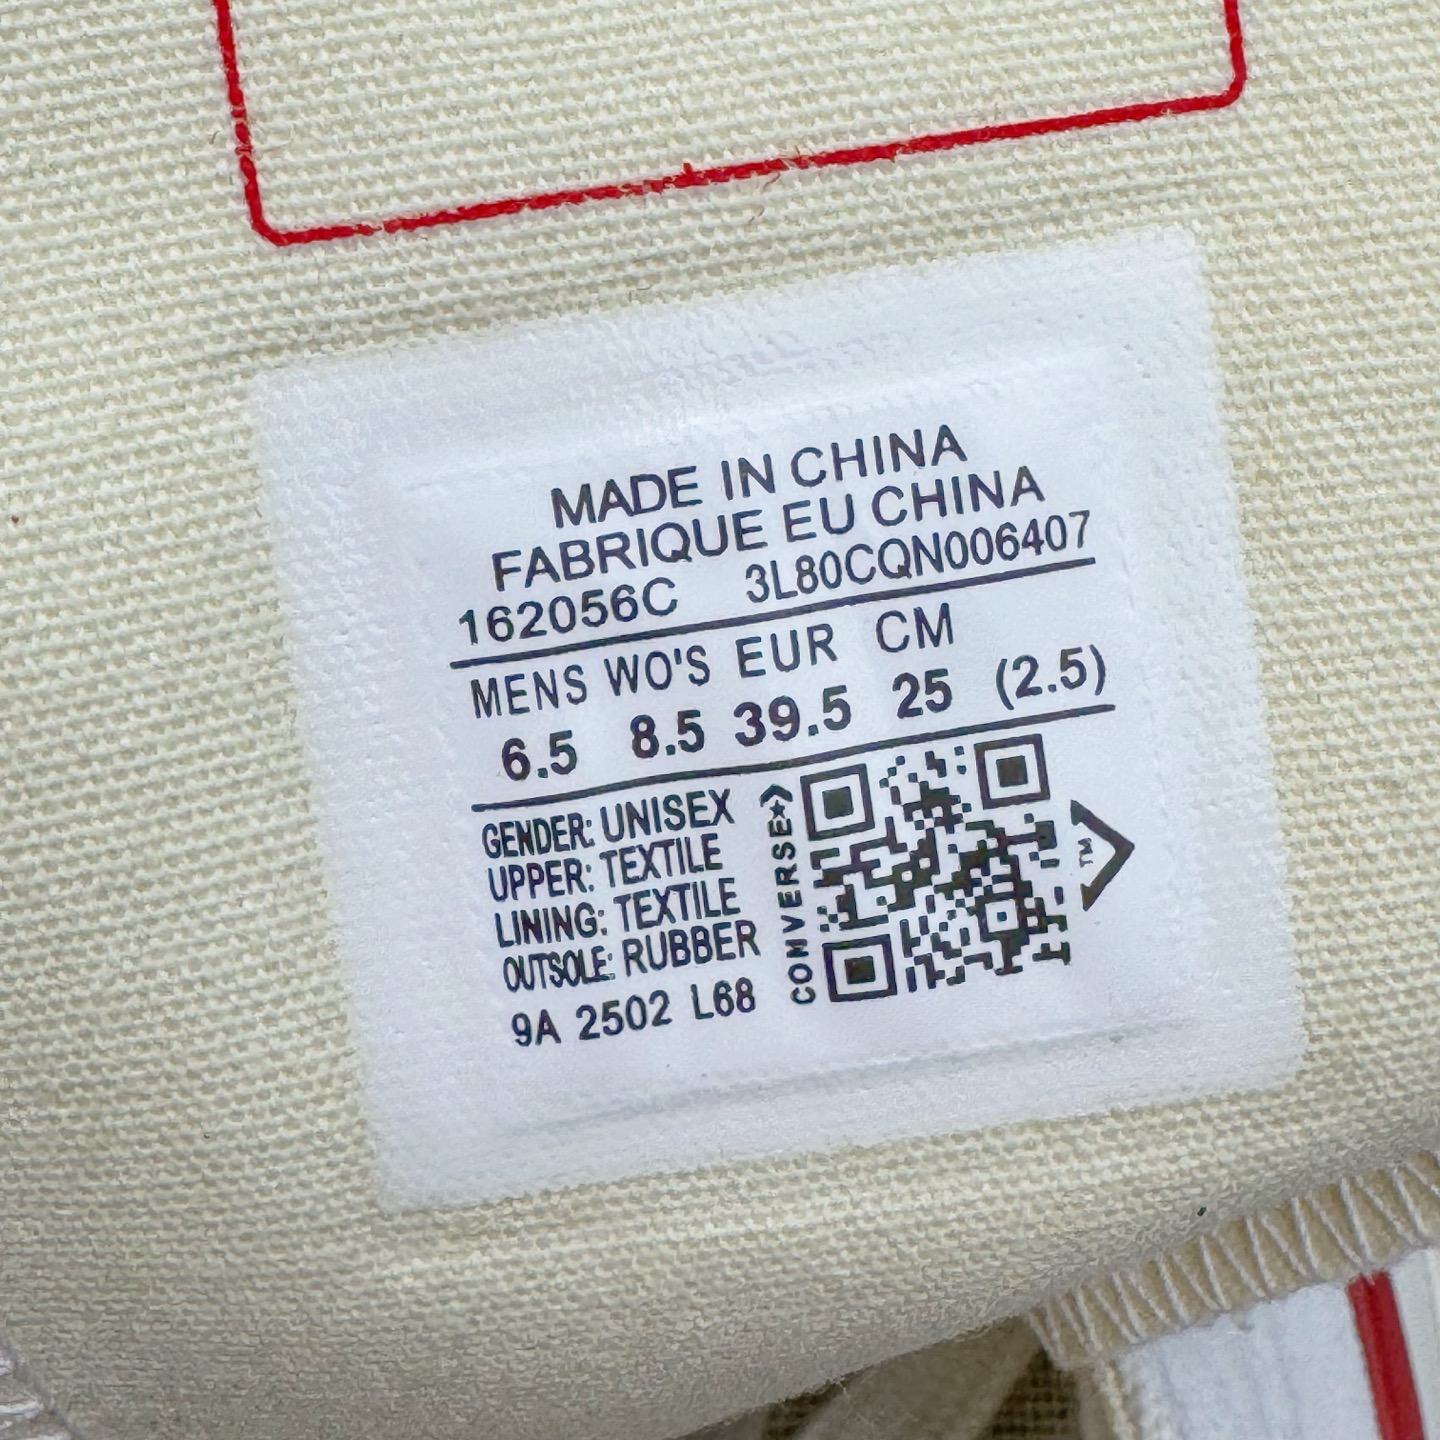 MADE IN CHINA
FABRIQUE EU CHINA
162056C 3L80CQN006407
MENS WO'S EUR CM
6.5 8.5 39.5 25 (2.5)
GENDER: UNISEX
UPPER: TEXTILE
LINING: TEXTILE
OUTSOLE: RUBBER
9A 2502 L68
CONVERSE
TM